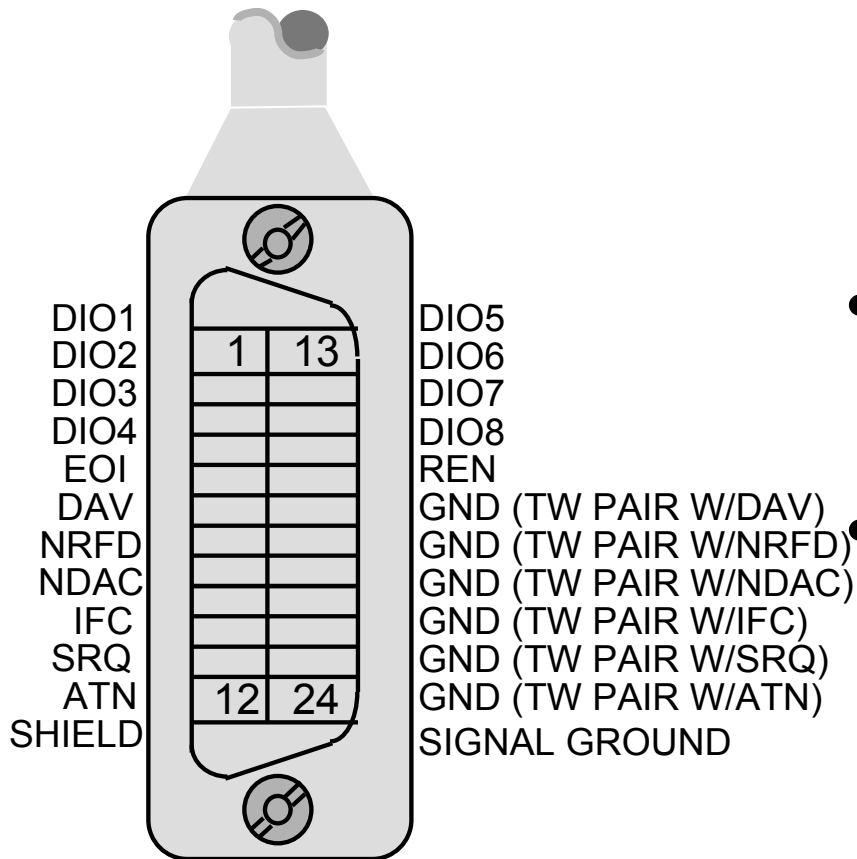 DIO1 DIO5
DIO2 1 13 DIO6
DIO3 DIO7
DIO4 DIO8
EOI REN
DAV GND (TW PAIR W/DAV)
NRFD GND (TW PAIR W/NRFD)
NDAC GND (TW PAIR W/NDAC)
IFC GND (TW PAIR W/IFC)
SRQ GND (TW PAIR W/SRQ)
ATN 12 24 GND (TW PAIR W/ATN)
SHIELD SIGNAL GROUND